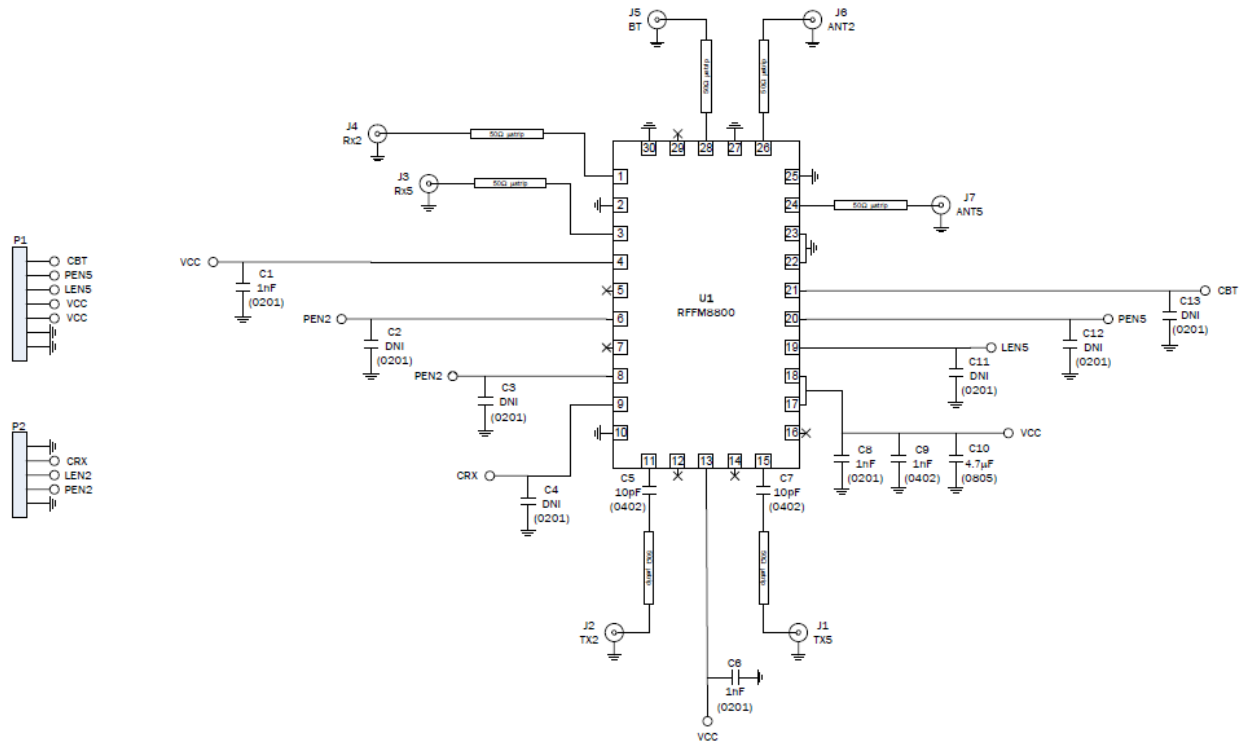 J5
BT
J6
ANT2
50Ω µstrip
50Ω µstrip
J4
Rx2
50Ω µstrip
30
29
28
27
26
J3
Rx5
50Ω µstrip
1
25
2
24
50Ω µstrip
J7
ANT5
3
23
P1
CBT
PEN5
LEN5
VCC
VCC
VCC
C1
1nF
(0201)
4
22
5
U1
RFFM8800
21
CBT
C13
DNI
(0201)
PEN2
C2
DNI
(0201)
6
20
PEN5
C12
DNI
(0201)
7
19
LEN5
C11
DNI
(0201)
PEN2
C3
DNI
(0201)
8
18
9
17
P2
CRX
LEN2
PEN2
10
16
VCC
C8
1nF
(0201)
C9
1nF
(0402)
C10
4.7µF
(0805)
11
12
13
14
15
CRX
C4
DNI
(0201)
C5
10pF
(0402)
C7
10pF
(0402)
50Ω µstrip
50Ω µstrip
J2
TX2
J1
TX5
C6
1nF
(0201)
VCC